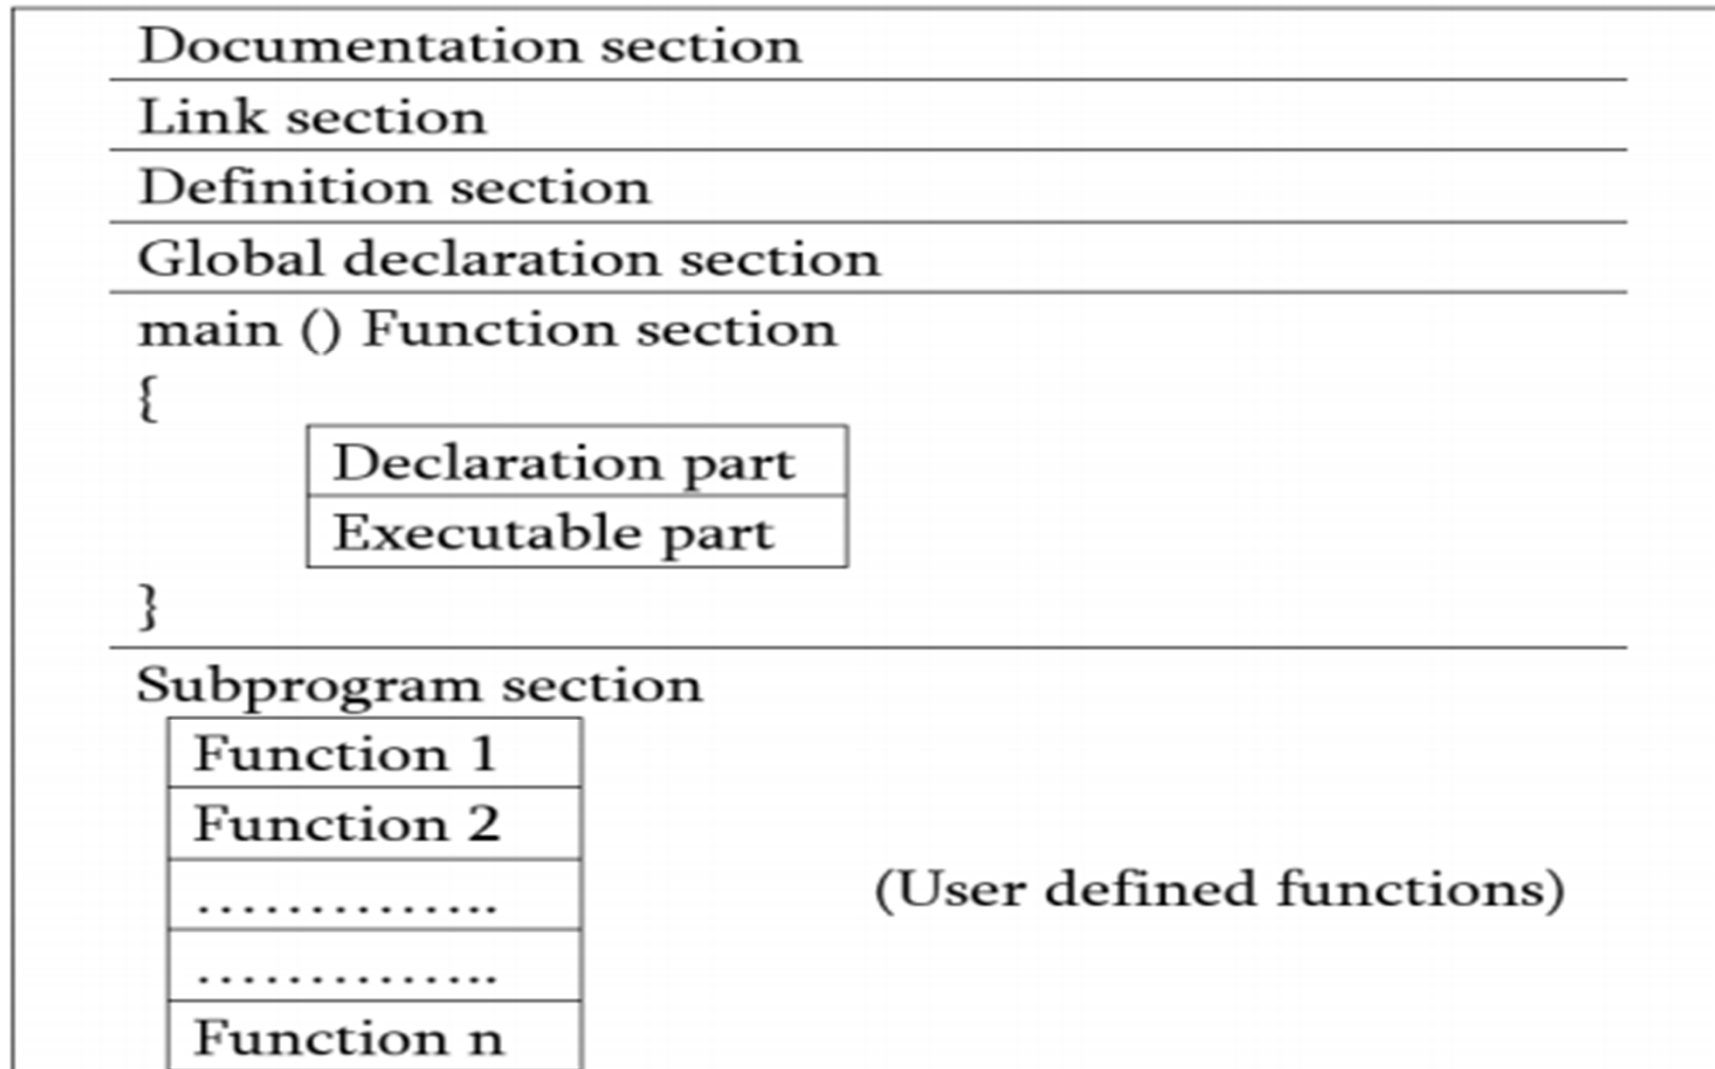 Documentation section
Link section
Definition section
Global declaration section
main () Function section
{
Declaration part
Executable part
}
Subprogram section
Function 1
Function 2
..............
(User defined functions)
..............
Function n